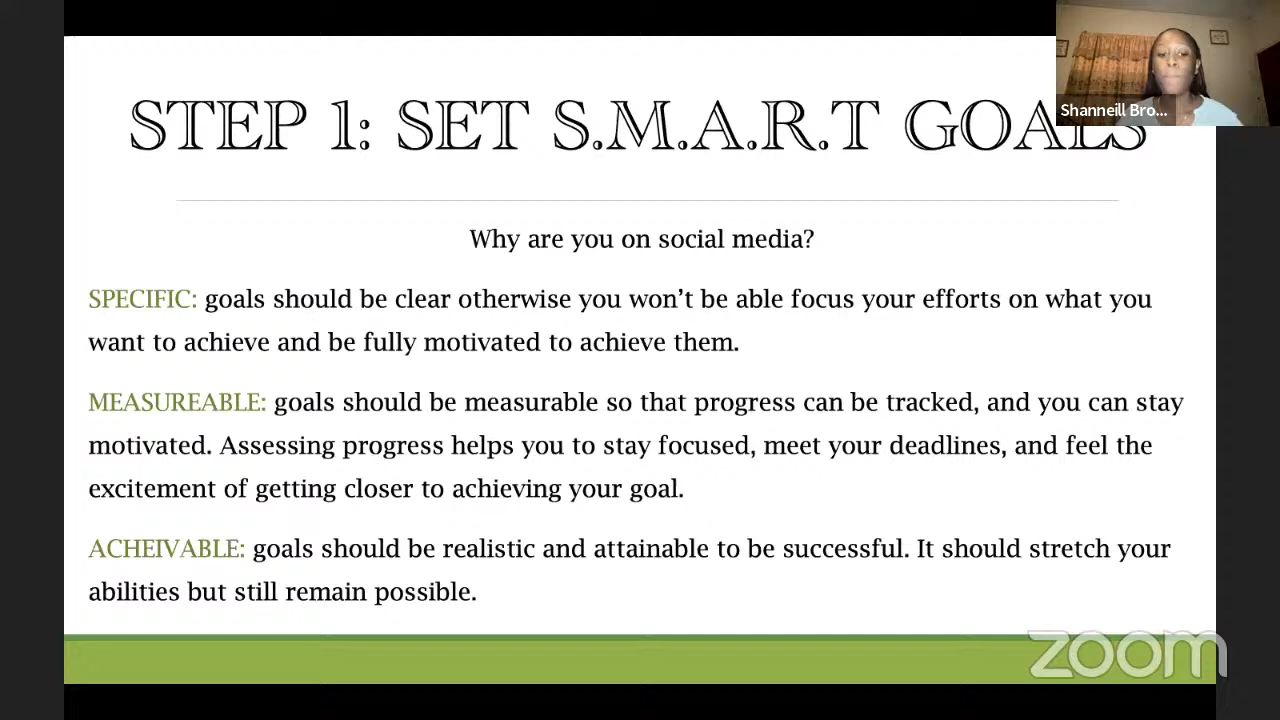 STEP 1: SET S.M.A.R.T GOALS
Shanneill Bro...
Why are you on social media?
SPECIFIC: goals should be clear otherwise you won't be able focus your efforts on what you
want to achieve and be fully motivated to achieve them.
MEASUREABLE: goals should be measurable so that progress can be tracked, and you can stay
motivated. Assessing progress helps you to stay focused, meet your deadlines, and feel the
excitement of getting closer to achieving your goal.
ACHEIVABLE: goals should be realistic and attainable to be successful. It should stretch your
abilities but still remain possible.
zoom